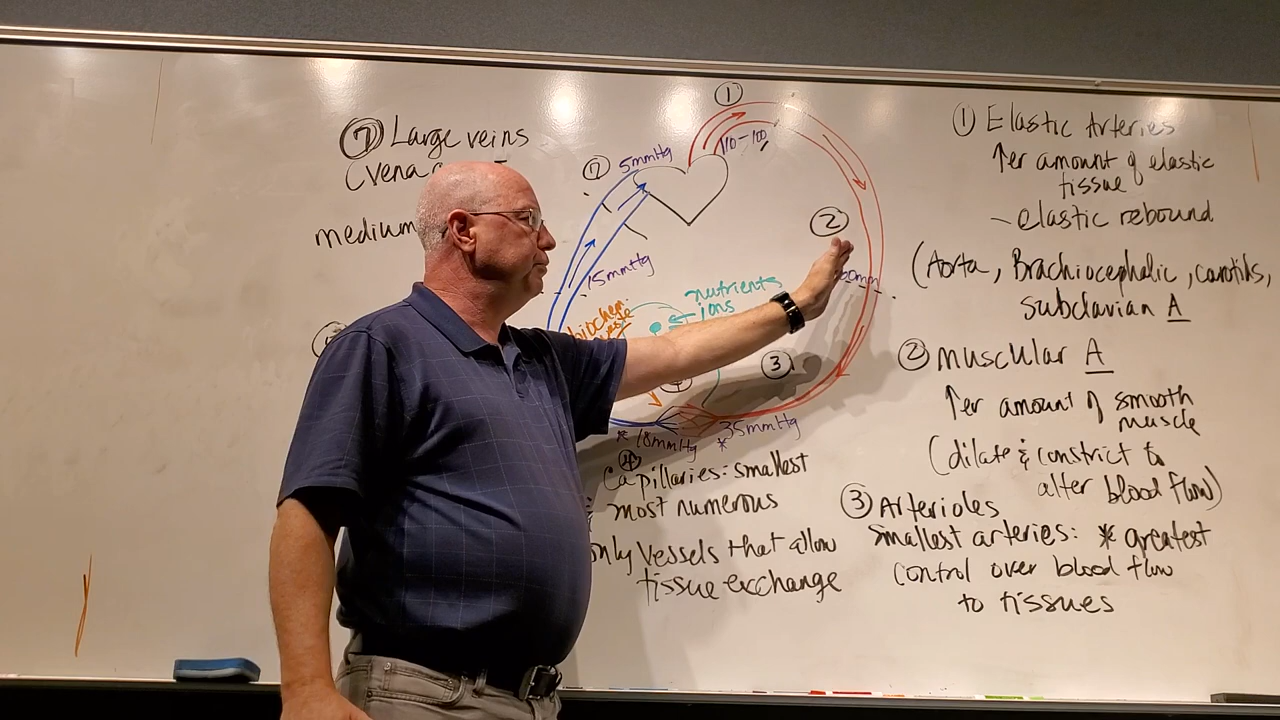 ⑦ Large veins
(vena
medium
①
110-100
⑦
5mmHg
15mmHg
②
nutrients
ions
biochem.
③
18mmHg
*
35mmHg
*
④
Capillaries: smallest
most numerous
only vessels that allow
tissue exchange
① Elastic Arteries
↑er amount of elastic
tissue
- elastic rebound
(Aorta, Brachiocephalic, carotids,
subclavian A
② muscular A
↑er amount of smooth
muscle
(dilate & constrict to
alter blood flow)
③ Arterioles
smallest arteries: * greatest
control over blood flow
to tissues